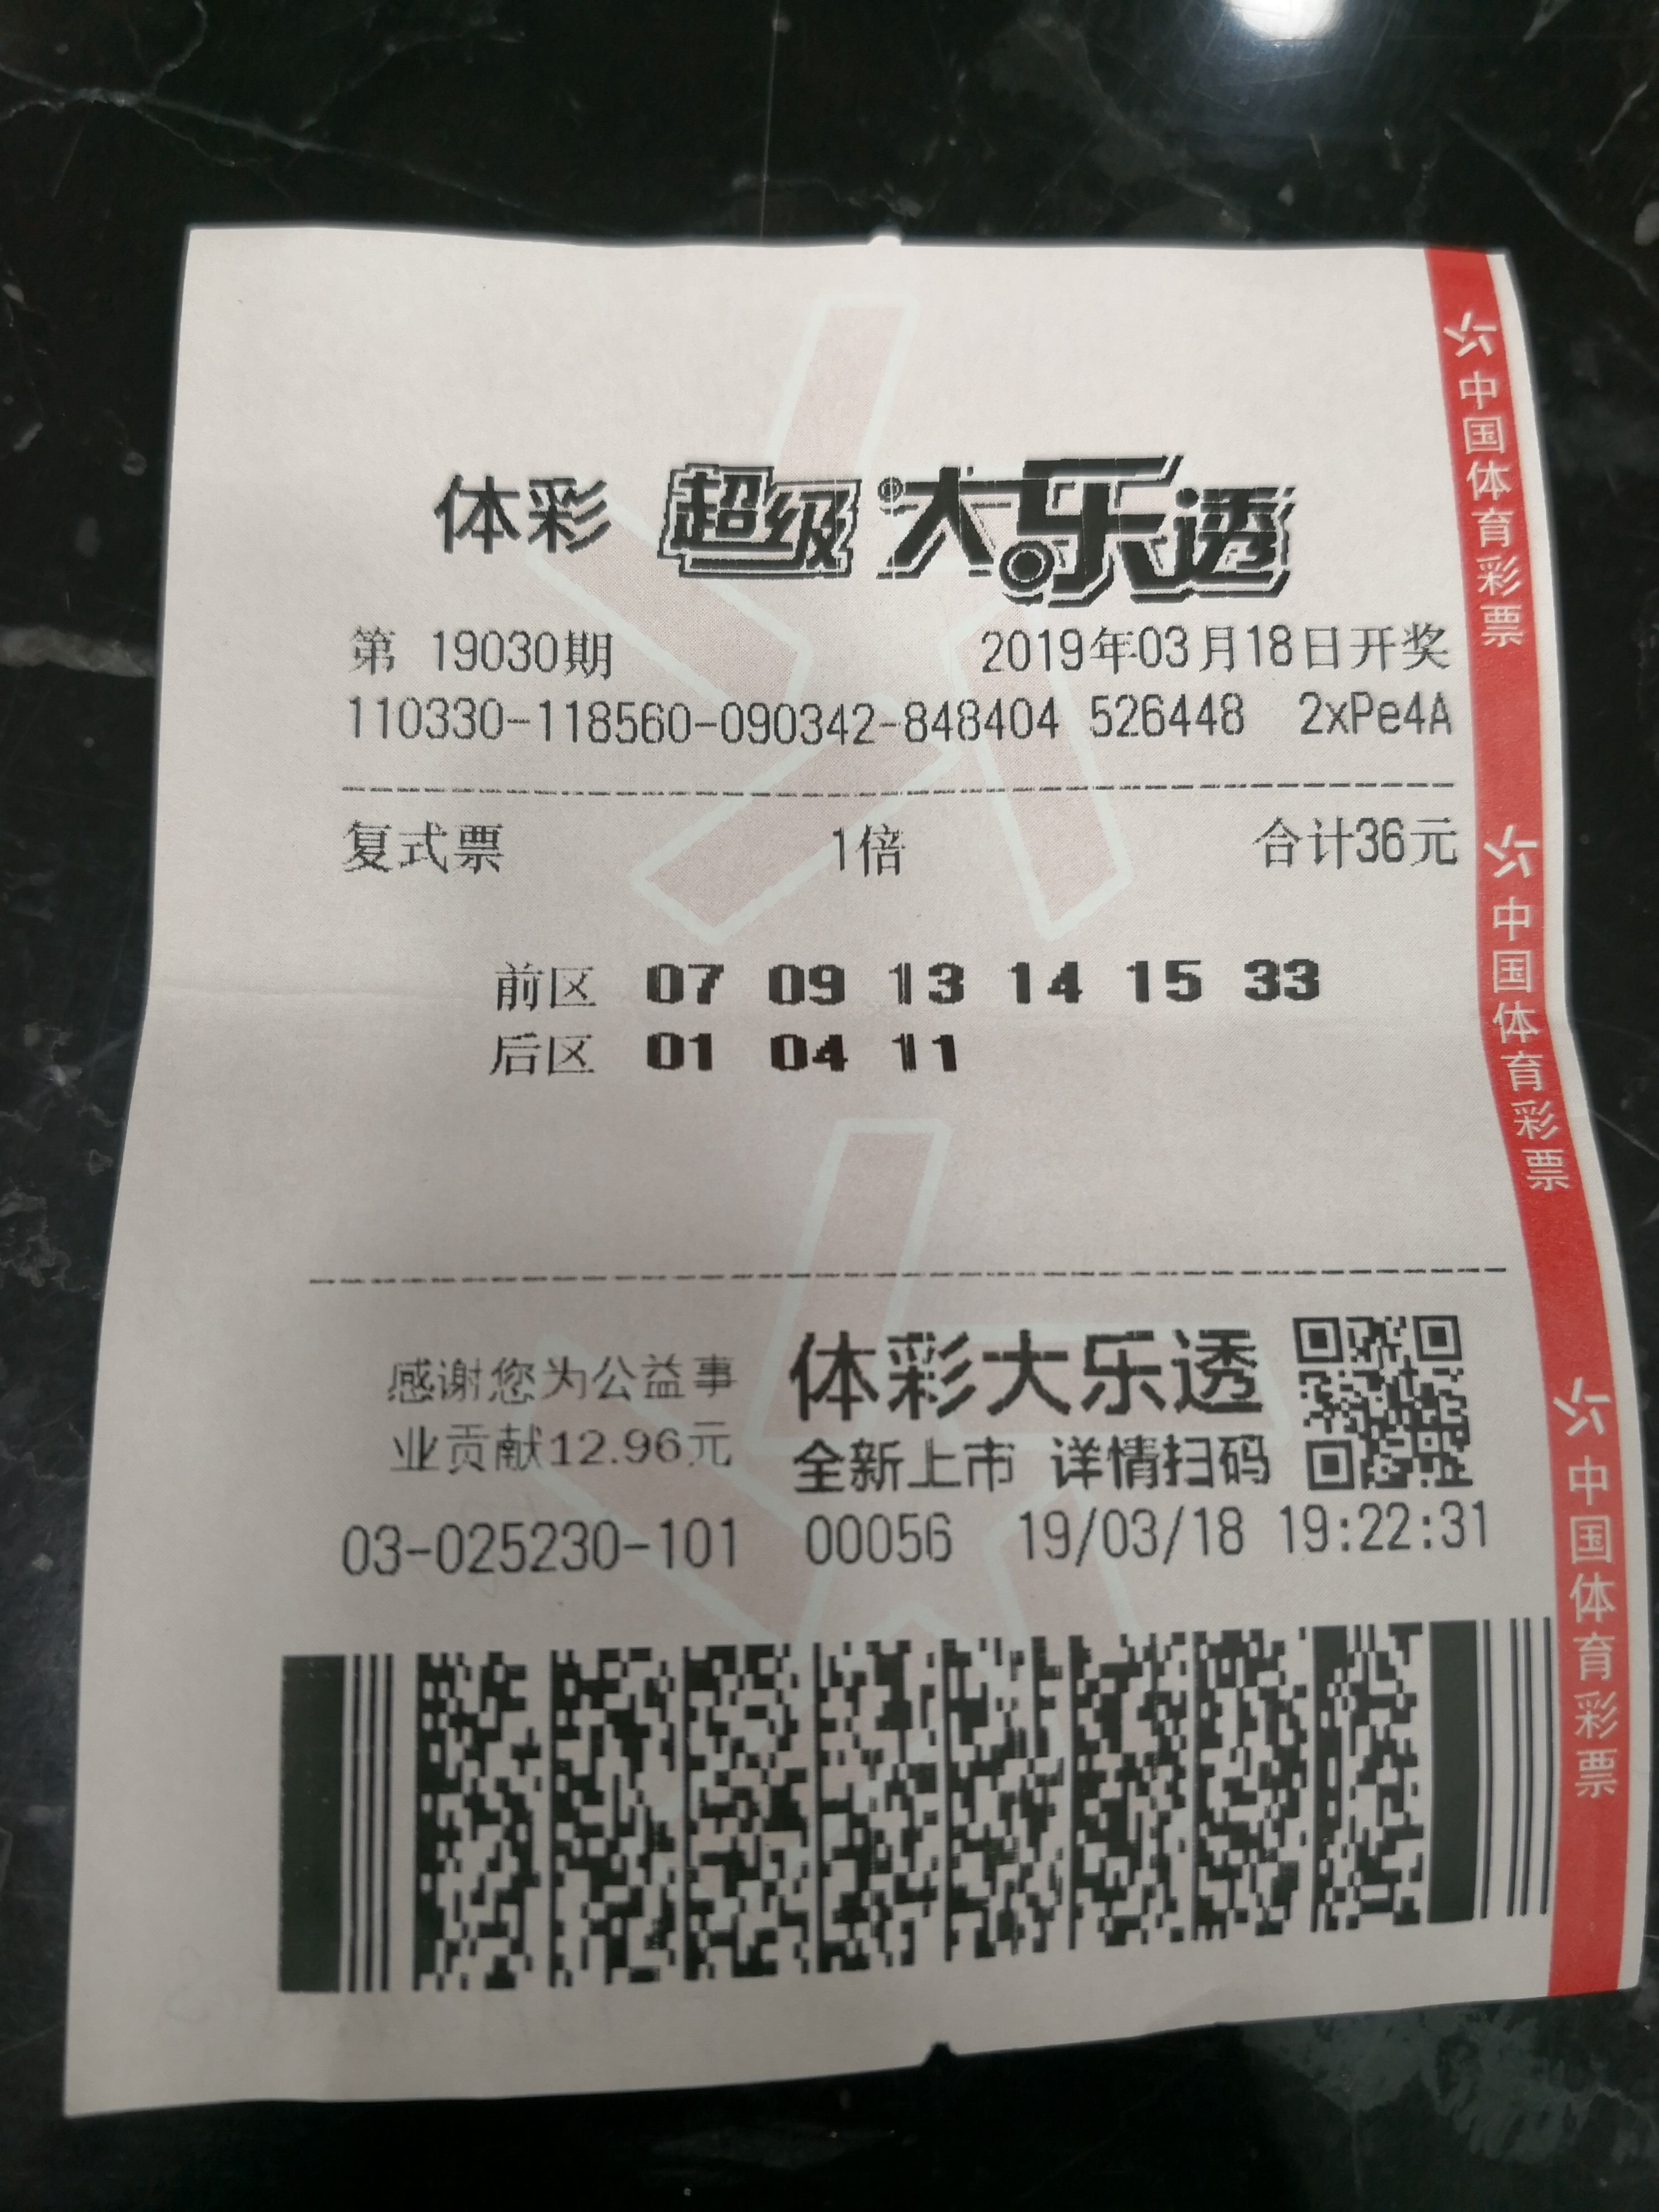 体彩 超级大乐透
第 19030期 2019年03月18日开奖
110330-118560-090342-848404 526448 2xPe4A
复式票 1倍 合计36元
前区 07 09 13 14 15 33
后区 01 04 11
感谢您为公益事
业贡献12.96元
体彩大乐透
全新上市 详情扫码
03-025230-101 00056 19/03/18 19:22:31
中国体育彩票
中国体育彩票
中国体育彩票